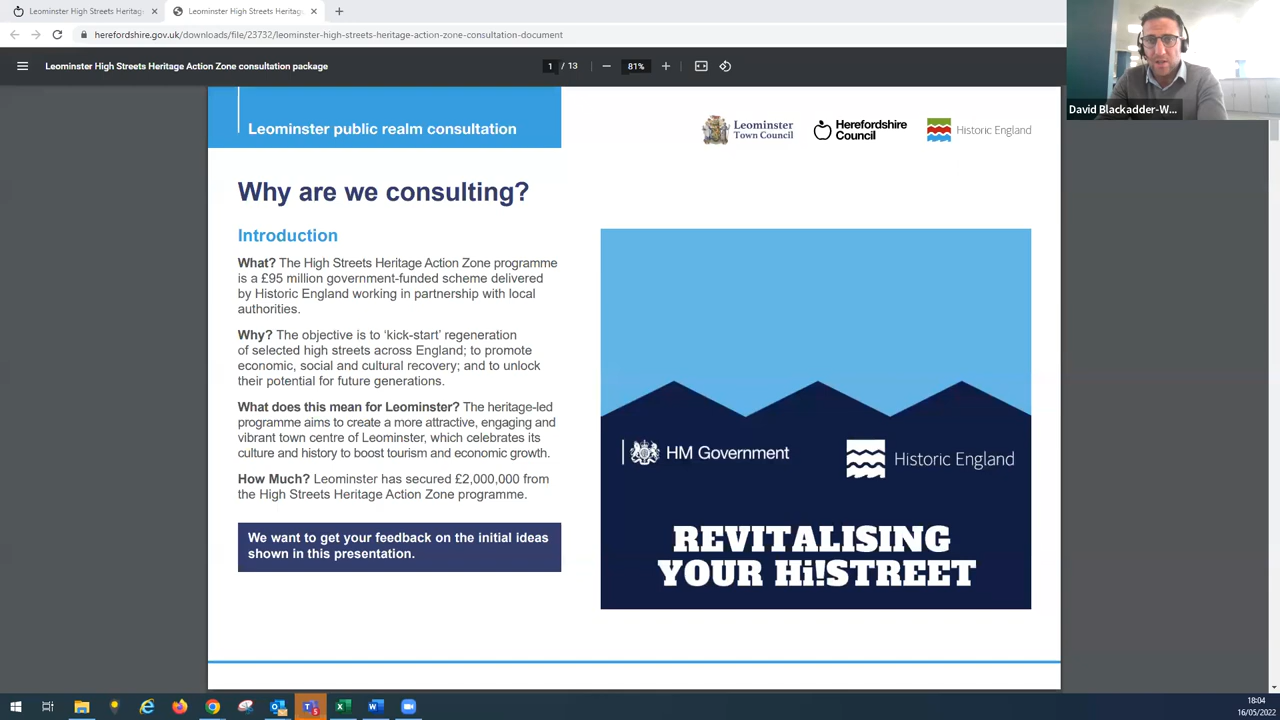 Leominster High Streets Heritag
Leominster High Streets Heritag
herefordshire.gov.uk/downloads/file/23732/leominster-high-streets-heritage-action-zone-consultation-document
Leominster High Streets Heritage Action Zone consultation package
1 / 13
81%
David Blackadder-W...
Leominster public realm consultation
Leominster
Town Council
Herefordshire
Council
Historic England
Why are we consulting?
Introduction
What? The High Streets Heritage Action Zone programme
is a £95 million government-funded scheme delivered
by Historic England working in partnership with local
authorities.
Why? The objective is to ‘kick-start’ regeneration
of selected high streets across England; to promote
economic, social and cultural recovery; and to unlock
their potential for future generations.
What does this mean for Leominster? The heritage-led
programme aims to create a more attractive, engaging and
vibrant town centre of Leominster, which celebrates its
culture and history to boost tourism and economic growth.
How Much? Leominster has secured £2,000,000 from
the High Streets Heritage Action Zone programme.
We want to get your feedback on the initial ideas
shown in this presentation.
HM Government
Historic England
REVITALISING
YOUR Hi!STREET
18:04
16/05/2022